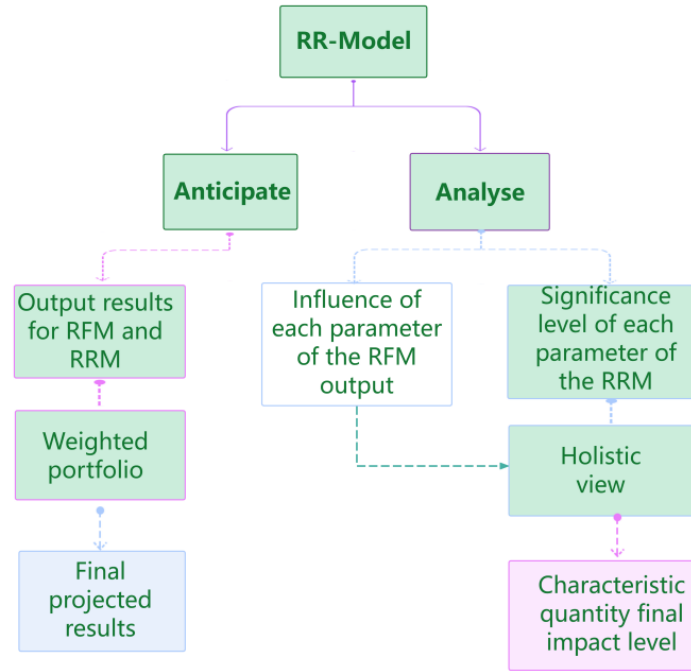 RR-Model
Anticipate
Analyse
Output results
for RFM and
RRM
Influence of
each parameter
of the RFM
output
Significance
level of each
parameter of
the RRM
Weighted
portfolio
Holistic
view
Final
projected
results
Characteristic
quantity final
impact level